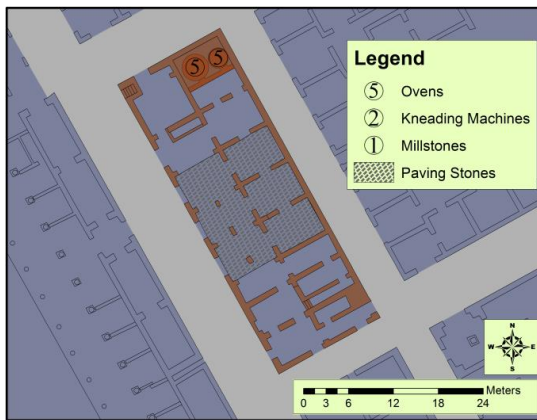 5 5
Legend
5 Ovens
2 Kneading Machines
1 Millstones
Paving Stones
N
W E
S
Meters
0 3 6 12 18 24